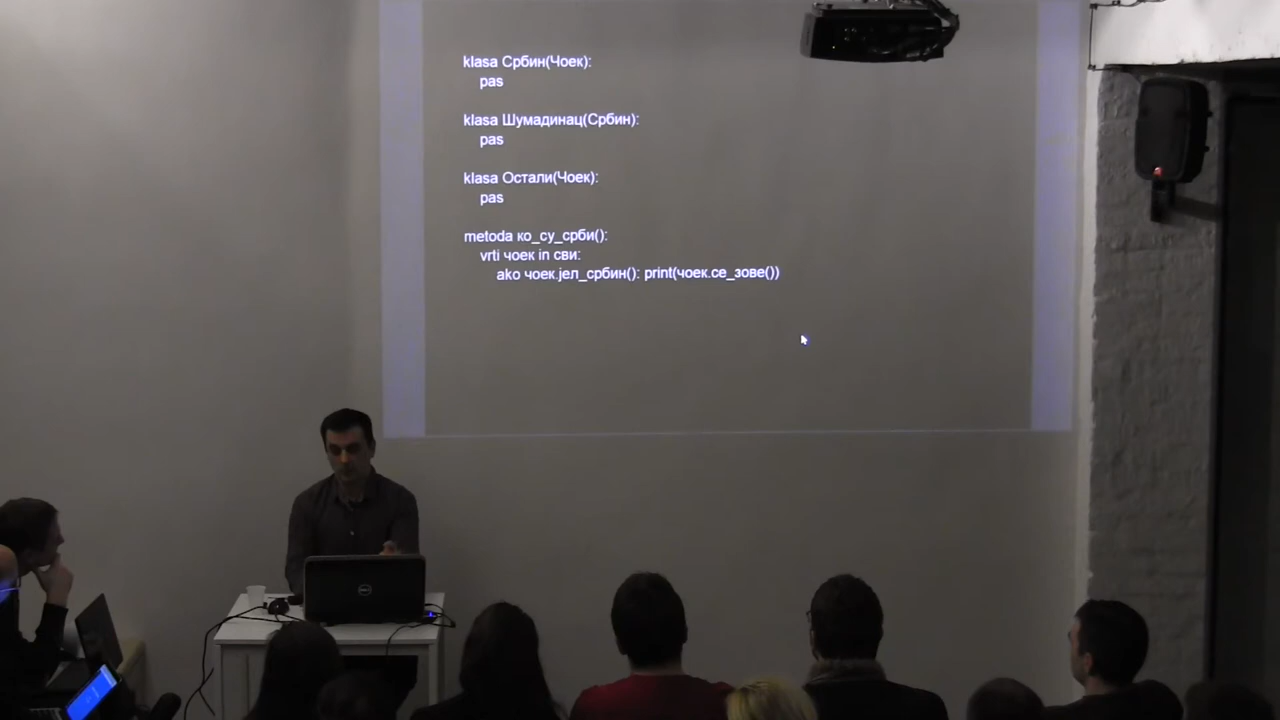 klasa Србин(Чоек):
pas
klasa Шумадинац(Србин):
pas
klasa Остали(Чоек):
pas
metoda ко_су_срби():
vrti чоек in сви:
ako чоек.јел_србин(): print(чоек.се_зове())